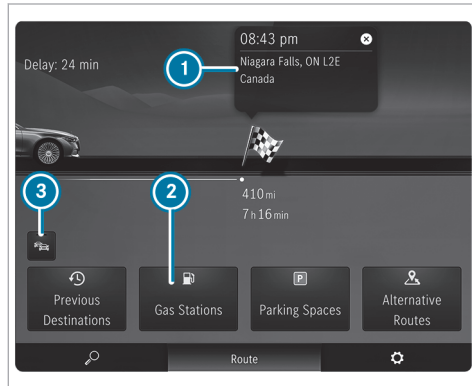 08:43 pm
Delay: 24 min
1
Niagara Falls, ON L2E
Canada
3
2
410 mi
7 h 16 min
P
Previous
Destinations
Gas Stations
Parking Spaces
Alternative
Routes
Route